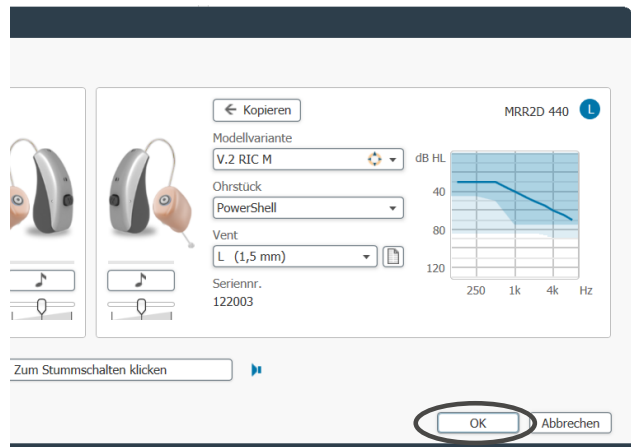 ← Kopieren
MRR2D 440 L
Modellvariante
V.2 RIC M
Ohrstück
PowerShell
Vent
L (1,5 mm)
Seriennr.
122003
dB HL
40
80
120
250 1k 4k Hz
Zum Stummschalten klicken
OK Abbrechen